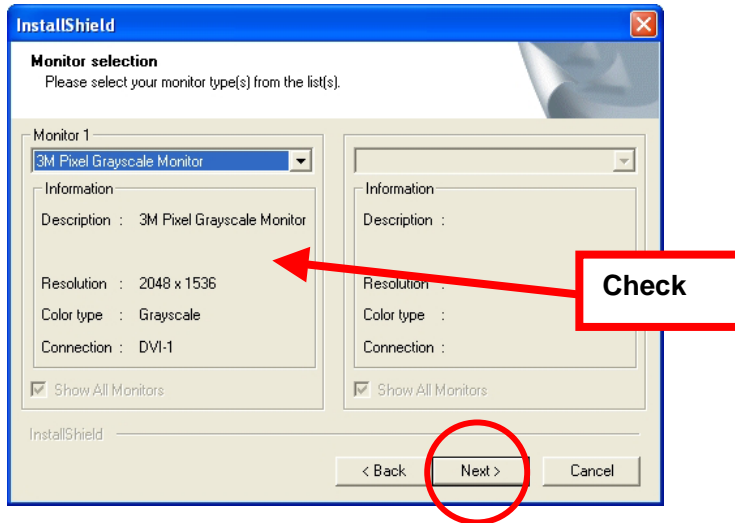 InstallShield
Monitor selection
Please select your monitor type(s) from the list(s).
Monitor 1
3M Pixel Grayscale Monitor
Information
Description : 3M Pixel Grayscale Monitor
Resolution : 2048 x 1536
Color type : Grayscale
Connection : DVI-1
Show All Monitors
Information
Description :
Resolution :
Color type :
Connection :
Show All Monitors
Check
InstallShield
< Back
Next >
Cancel